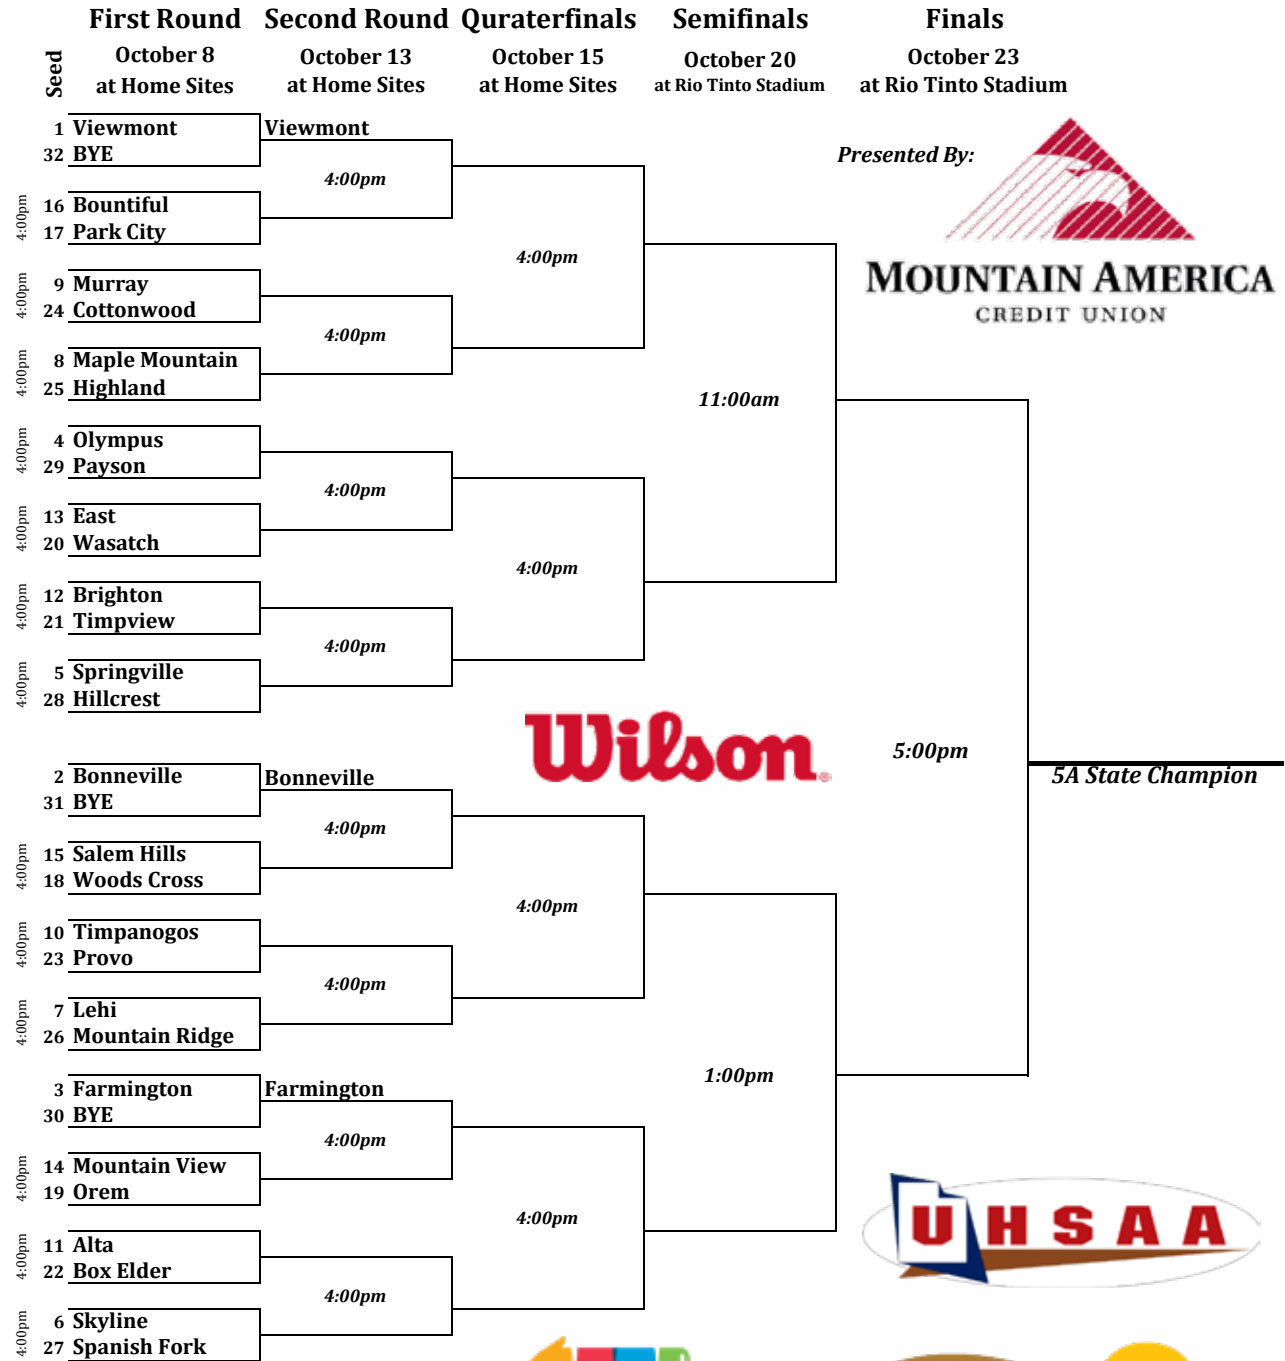 First Round Second Round Quraterfinals Semifinals Finals
October 8 October 13 October 15 October 20 October 23
at Home Sites at Home Sites at Home Sites at Rio Tinto Stadium at Rio Tinto Stadium
Seed
1 Viewmont Viewmont
32 BYE
Presented By:
4:00pm
4:00pm
16 Bountiful
17 Park City
4:00pm
MOUNTAIN AMERICA
CREDIT UNION
4:00pm
9 Murray
24 Cottonwood
4:00pm
4:00pm
8 Maple Mountain
25 Highland
11:00am
4:00pm
4 Olympus
29 Payson
4:00pm
4:00pm
13 East
20 Wasatch
4:00pm
4:00pm
12 Brighton
21 Timpview
4:00pm
4:00pm
5 Springville
28 Hillcrest
Wilson
5:00pm
5A State Champion
2 Bonneville Bonneville
31 BYE
4:00pm
4:00pm
15 Salem Hills
18 Woods Cross
4:00pm
4:00pm
10 Timpanogos
23 Provo
4:00pm
4:00pm
7 Lehi
26 Mountain Ridge
1:00pm
3 Farmington Farmington
30 BYE
4:00pm
4:00pm
14 Mountain View
19 Orem
4:00pm
UHSAA
4:00pm
11 Alta
22 Box Elder
4:00pm
4:00pm
6 Skyline
27 Spanish Fork